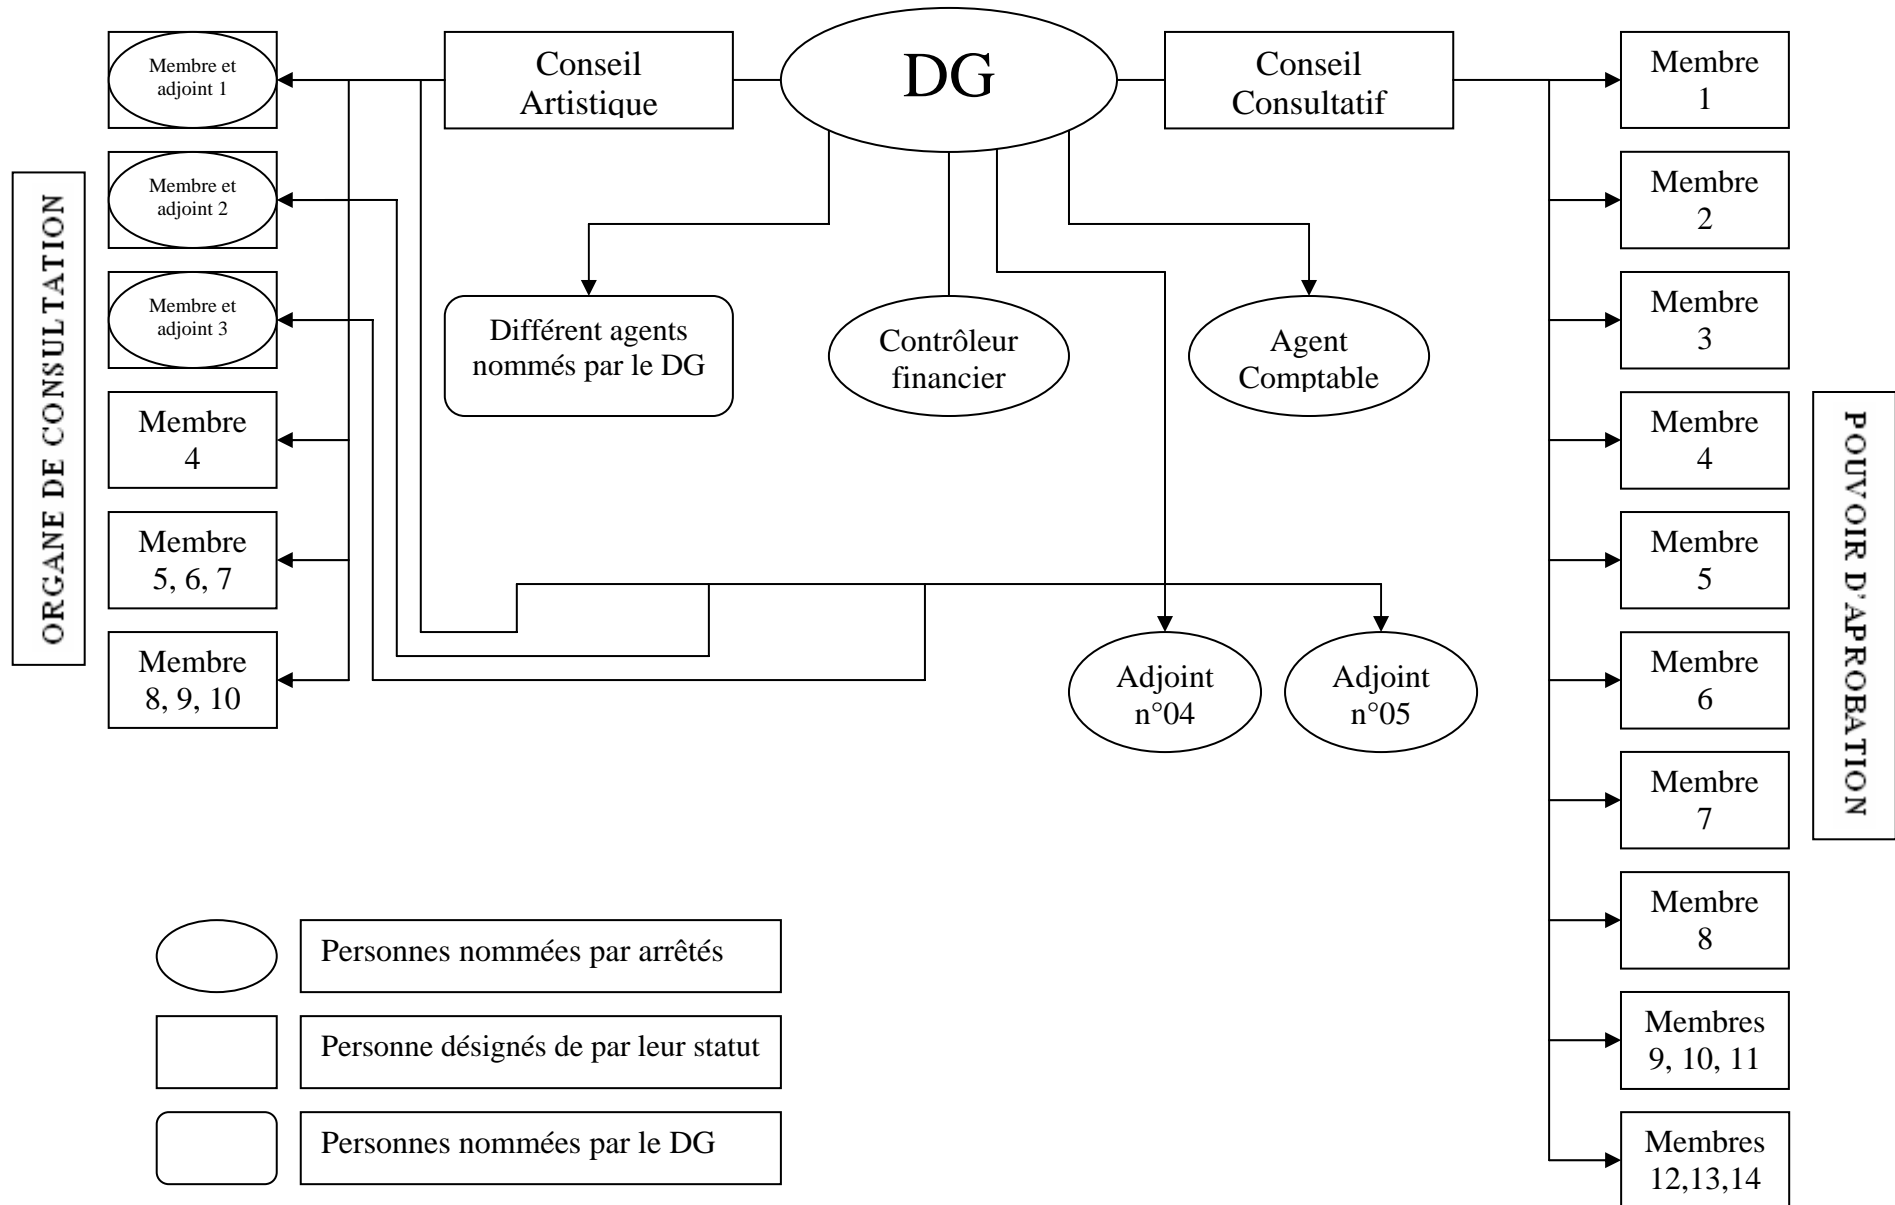 DG
Conseil
Artistique
Conseil
Consultatif
ORGANE DE CONSULTATION
Membre et
adjoint 1
Membre et
adjoint 2
Membre et
adjoint 3
Membre
4
Membre
5, 6, 7
Membre
8, 9, 10
Différent agents
nommés par le DG
Contrôleur
financier
Agent
Comptable
Adjoint
n°04
Adjoint
n°05
Membre
1
Membre
2
Membre
3
Membre
4
Membre
5
Membre
6
Membre
7
Membre
8
Membres
9, 10, 11
Membres
12,13,14
POUVOIR D'APROBATION
Personnes nommées par arrêtés
Personne désignés de par leur statut
Personnes nommées par le DG